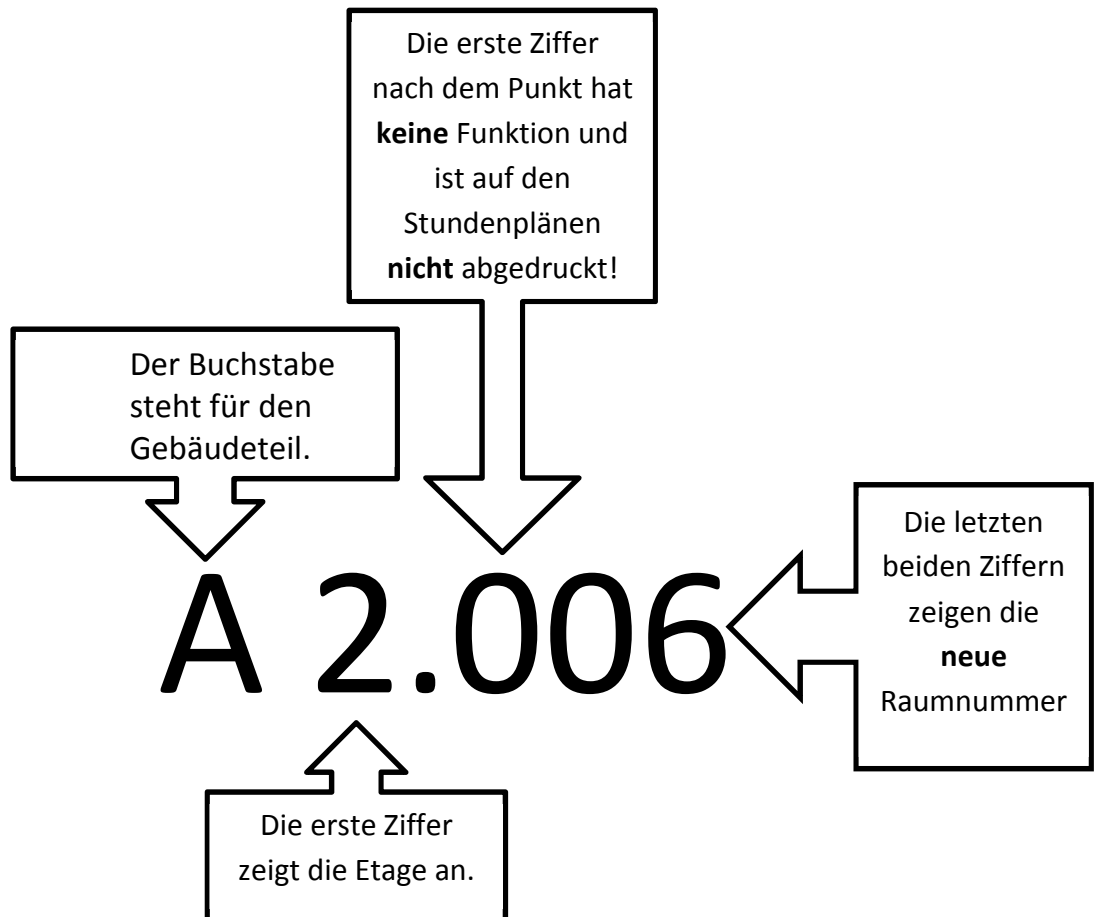 Die erste Ziffer
nach dem Punkt hat
keine Funktion und
ist auf den
Stundenplänen
nicht abgedruckt!
Der Buchstabe
steht für den
Gebäudeteil.
A 2.006
Die letzten
beiden Ziffern
zeigen die
neue
Raumnummer
Die erste Ziffer
zeigt die Etage an.